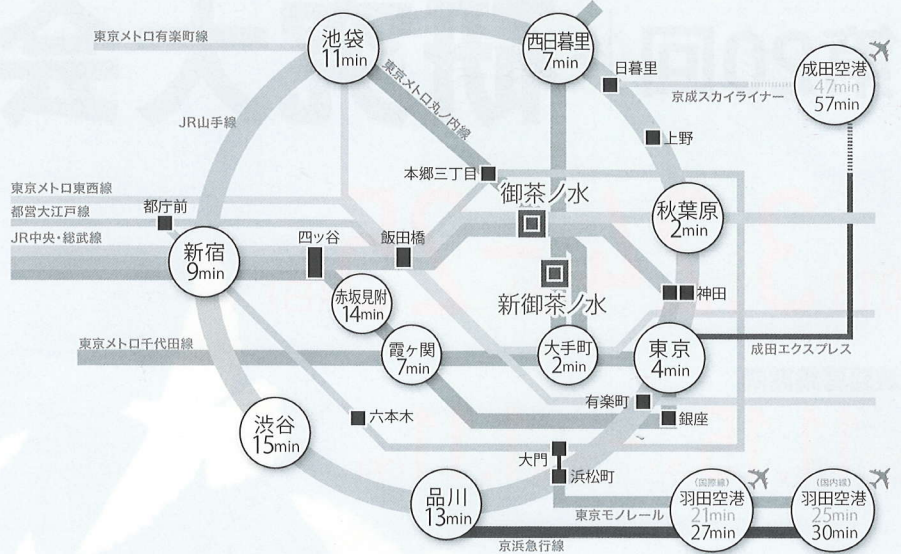 東京メトロ有楽町線
池袋
11min
西日暮里
7min
日暮里
成田空港
47min
57min
京成スカイライナー
東京メトロ丸ノ内線
JR山手線
上野
本郷三丁目
東京メトロ東西線
都営大江戸線
JR中央・総武線
都庁前
御茶ノ水
秋葉原
2min
新宿
9min
四ッ谷
飯田橋
新御茶ノ水
神田
赤坂見附
14min
東京メトロ千代田線
霞ヶ関
7min
大手町
2min
東京
4min
成田エクスプレス
有楽町
銀座
六本木
渋谷
15min
大門
浜松町
品川
13min
東京モノレール
京浜急行線
(国際線)
羽田空港
21min
27min
(国内線)
羽田空港
25min
30min